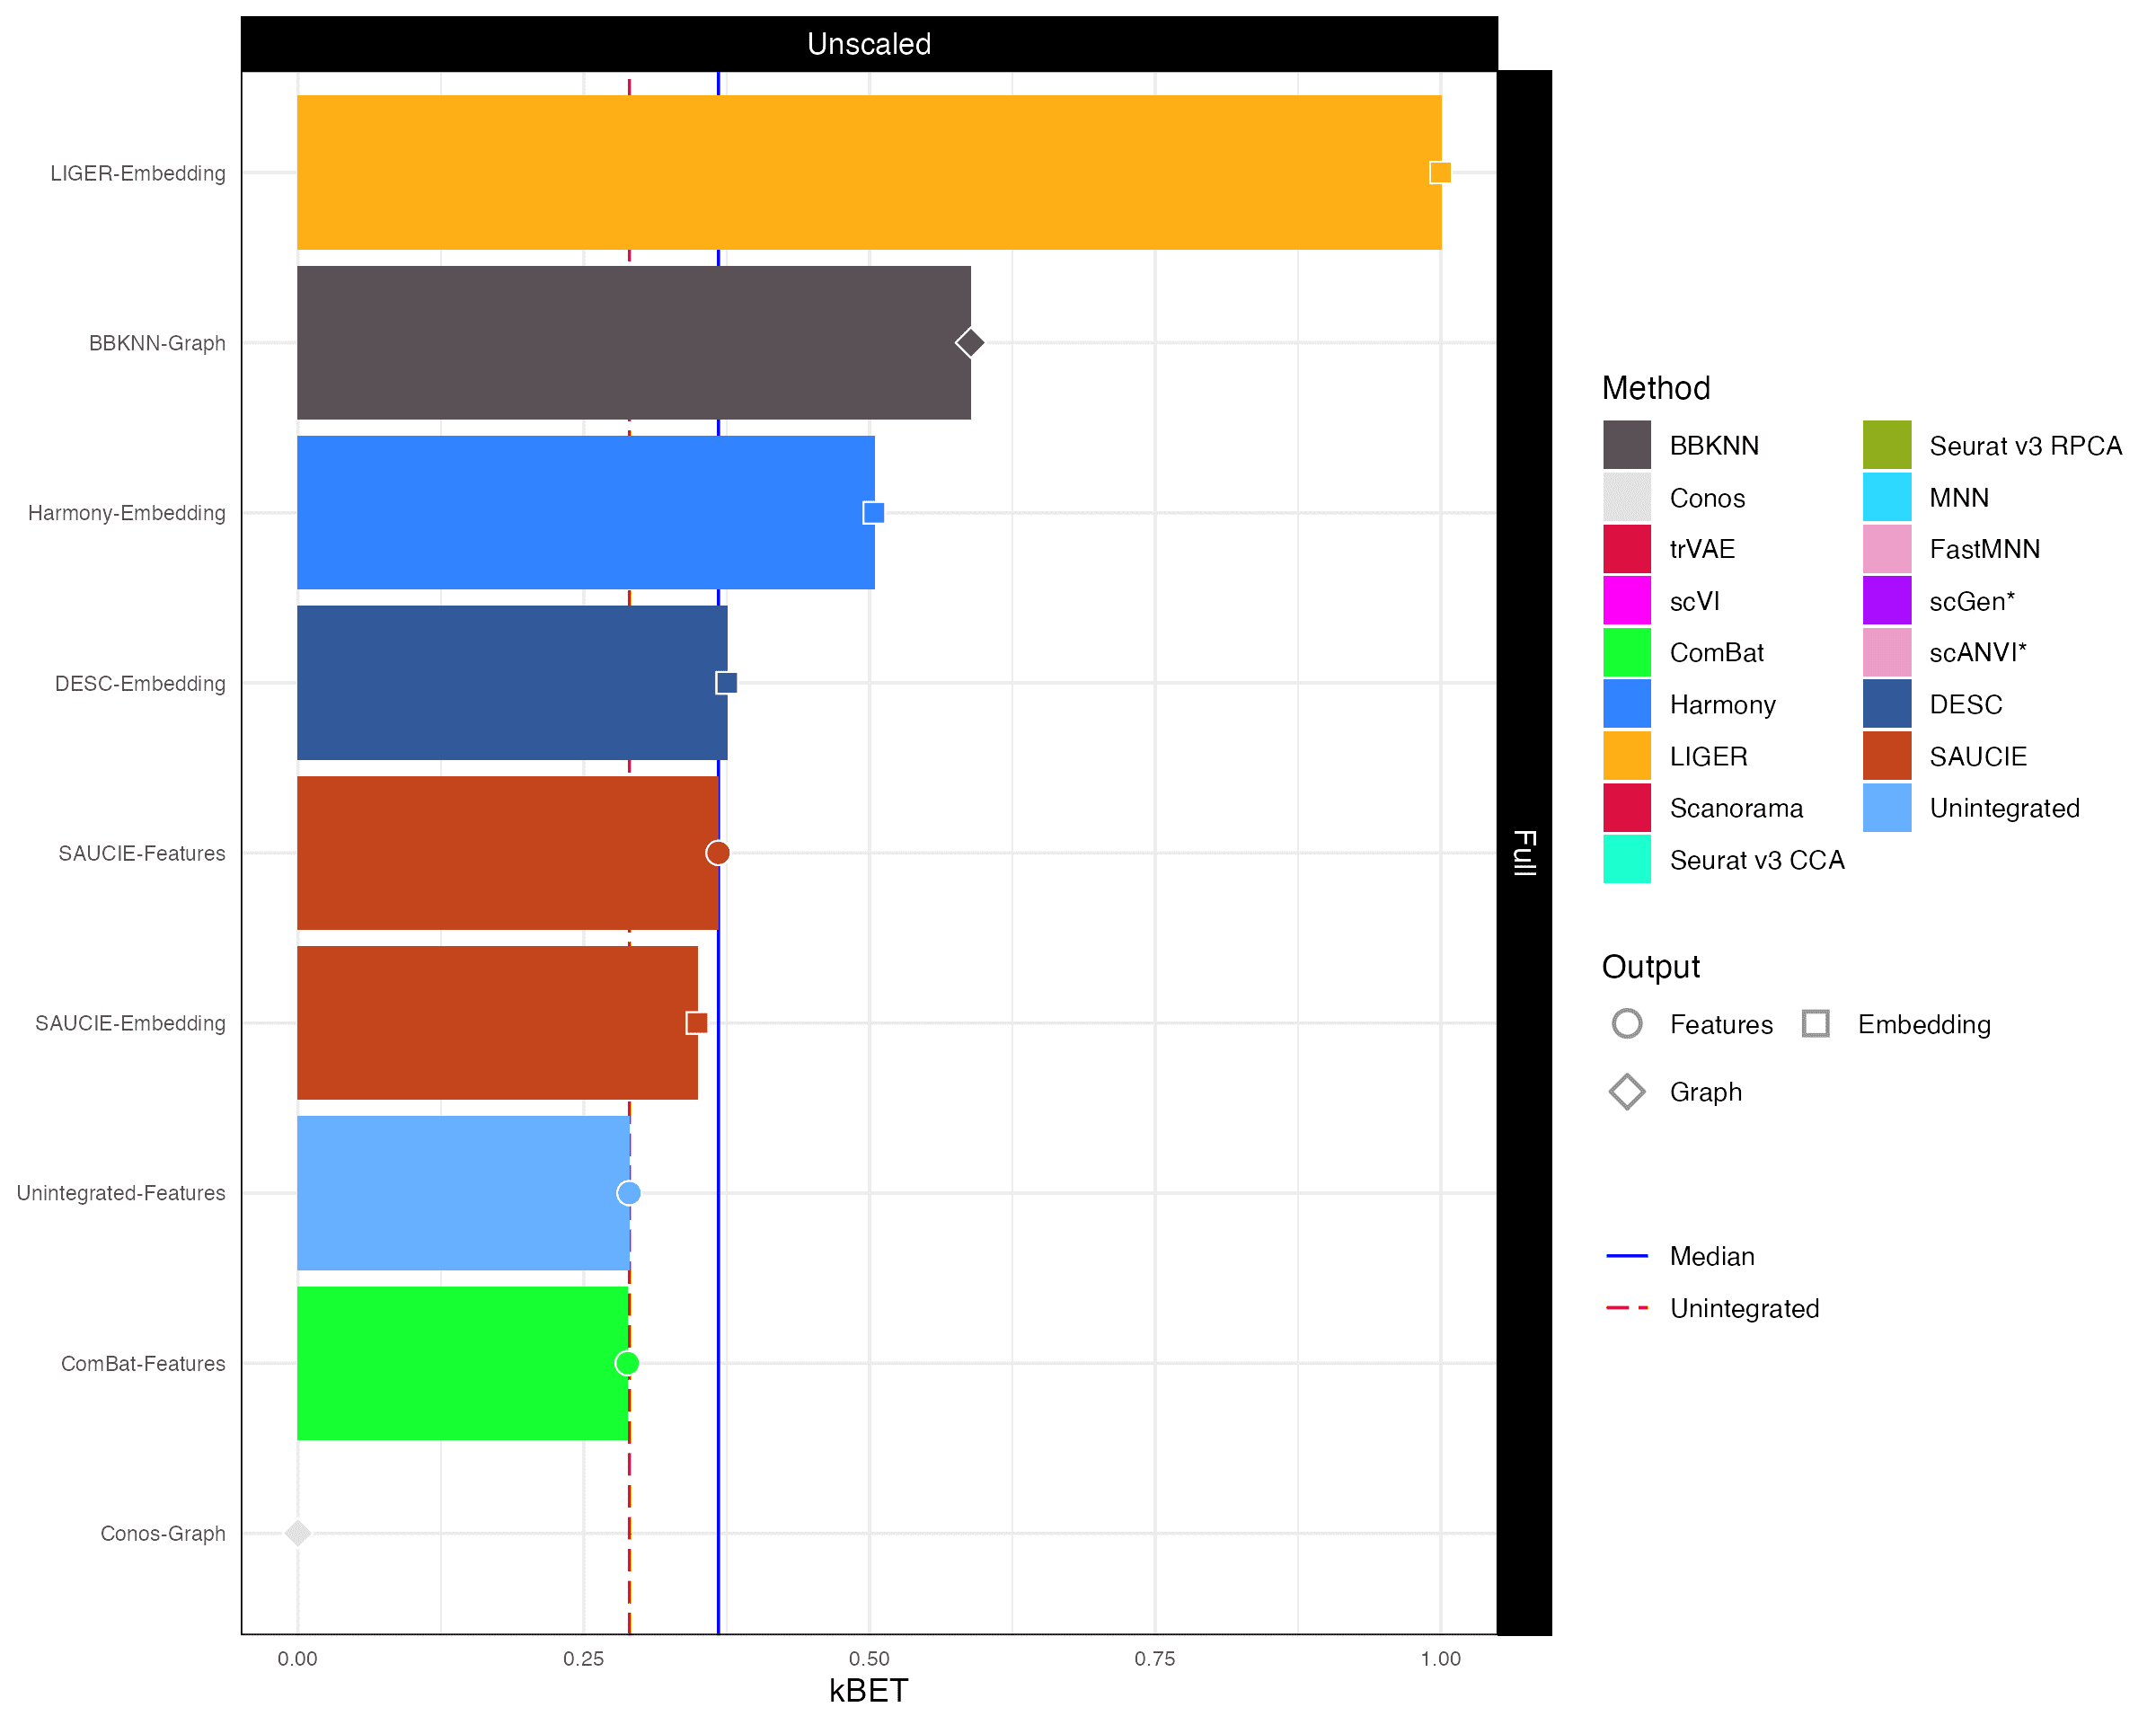 Unscaled
LIGER-Embedding
BBKNN-Graph
Harmony-Embedding
DESC-Embedding
SAUCIE-Features
SAUCIE-Embedding
Unintegrated-Features
ComBat-Features
Conos-Graph
0.00
0.25
0.50
0.75
1.00
kBET
Full
Method
BBKNN
Conos
trVAE
scVI
ComBat
Harmony
LIGER
Scanorama
Seurat v3 CCA
Seurat v3 RPCA
MNN
FastMNN
scGen*
scANVI*
DESC
SAUCIE
Unintegrated
Output
Features
Embedding
Graph
Median
Unintegrated